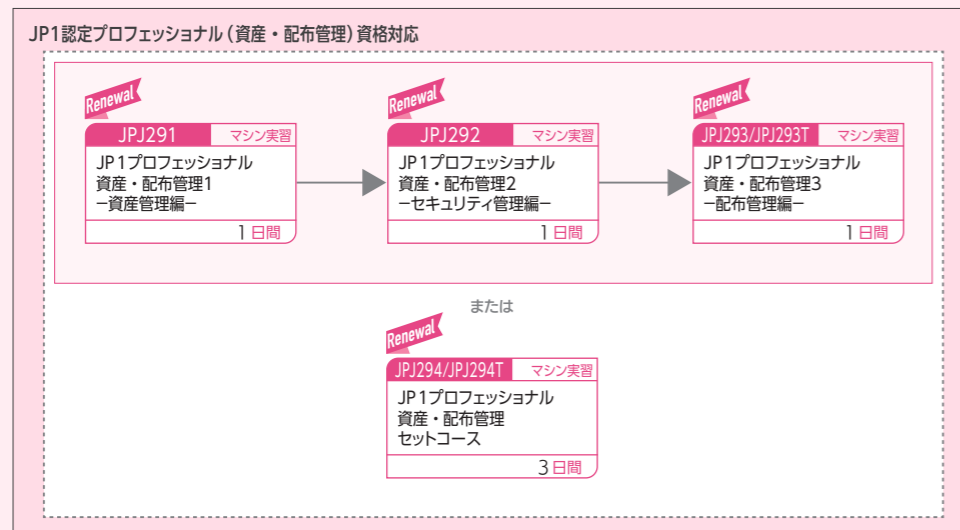 JP1認定プロフェッショナル（資産・配布管理）資格対応
Renewal
JPJ291
マシン実習
JP1プロフェッショナル
資産・配布管理1
−資産管理編−
1日間
Renewal
JPJ292
マシン実習
JP1プロフェッショナル
資産・配布管理2
−セキュリティ管理編−
1日間
Renewal
JPJ293/JPJ293T
マシン実習
JP1プロフェッショナル
資産・配布管理3
−配布管理編−
1日間
または
Renewal
JPJ294/JPJ294T
マシン実習
JP1プロフェッショナル
資産・配布管理
セットコース
3日間